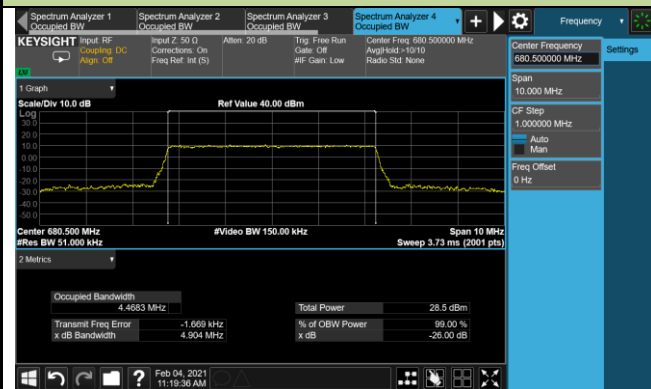 Spectrum Analyzer 1
Occupied BW
Spectrum Analyzer 2
Occupied BW
Spectrum Analyzer 3
Occupied BW
Spectrum Analyzer 4
Occupied BW
Frequency
KEYSIGHT
Input: RF
Coupling: DC
Align: Off
Input Z: 50 Ω
Corrections: On
Freq Ref: Int (S)
Atten: 20 dB
Trig: Free Run
Gate: Off
#IF Gain: Low
Center Freq: 680.500000 MHz
Avg|Hold:>10/10
Radio Std: None
Center Frequency
680.500000 MHz
Settings
Span
10.000 MHz
CF Step
1.000000 MHz
Auto
Man
Freq Offset
0 Hz
1 Graph
Scale/Div 10.0 dB
Ref Value 40.00 dBm
Log
30.0
20.0
10.0
0.00
-10.0
-20.0
-30.0
-40.0
-50.0
Center 680.500 MHz
#Video BW 150.00 kHz
Span 10 MHz
#Res BW 51.000 kHz
Sweep 3.73 ms (2001 pts)
2 Metrics
Occupied Bandwidth
4.4683 MHz
Total Power 28.5 dBm
Transmit Freq Error -1.669 kHz
% of OBW Power 99.00 %
x dB Bandwidth 4.904 MHz
x dB -26.00 dB
?
Feb 04, 2021
11:19:36 AM